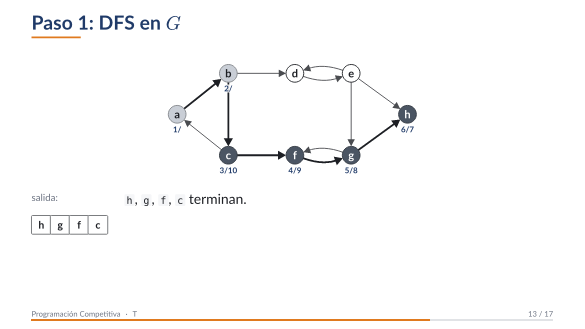 Paso 1: DFS en G
b
d
e
2/
a
h
1/
6/7
c
f
g
3/10
4/9
5/8
salida:
h, g, f, c terminan.
h g f c
Programación Competitiva · T
13 / 17